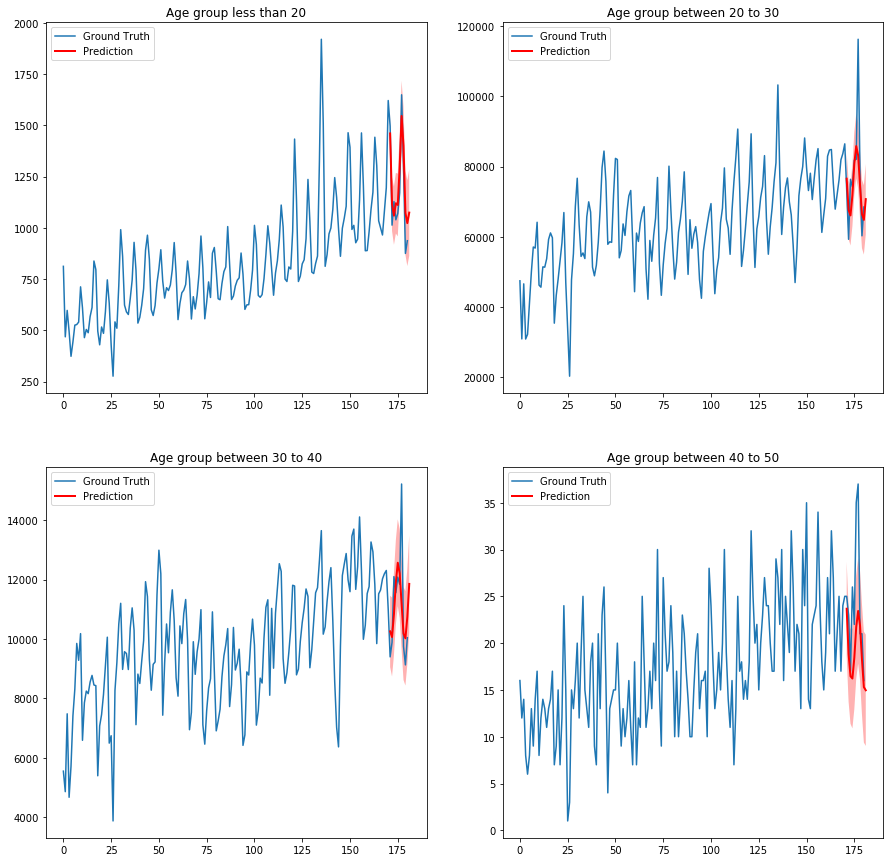 Age group less than 20
Ground Truth
Prediction
2000
1750
1500
1250
1000
750
500
250
0 25 50 75 100 125 150 175
Age group between 20 to 30
Ground Truth
Prediction
120000
100000
80000
60000
40000
20000
0 25 50 75 100 125 150 175
Age group between 30 to 40
Ground Truth
Prediction
14000
12000
10000
8000
6000
4000
0 25 50 75 100 125 150 175
Age group between 40 to 50
Ground Truth
Prediction
35
30
25
20
15
10
5
0
0 25 50 75 100 125 150 175